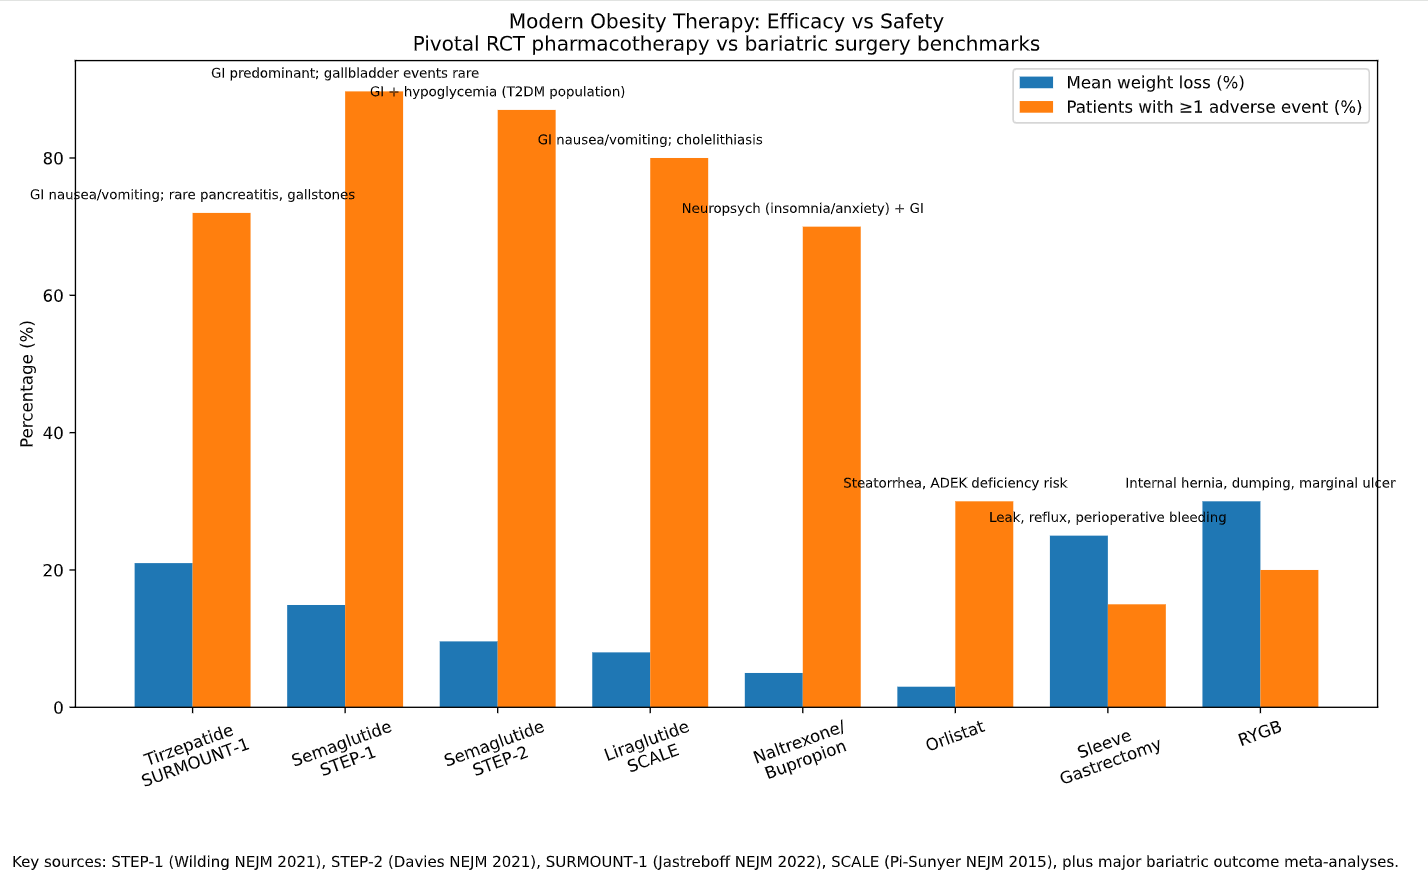 Modern Obesity Therapy: Efficacy vs Safety
Pivotal RCT pharmacotherapy vs bariatric surgery benchmarks
GI predominant; gallbladder events rare
GI + hypoglycemia (T2DM population)
GI nausea/vomiting; cholelithiasis
GI nausea/vomiting; rare pancreatitis, gallstones
Neuropsych (insomnia/anxiety) + GI
Steatorrhea, ADEK deficiency risk
Internal hernia, dumping, marginal ulcer
Leak, reflux, perioperative bleeding
Mean weight loss (%)
Patients with ≥1 adverse event (%)
Percentage (%)
80
60
40
20
0
Tirzepatide
SURMOUNT-1
Semaglutide
STEP-1
Semaglutide
STEP-2
Liraglutide
SCALE
Naltrexone/
Bupropion
Orlistat
Sleeve
Gastrectomy
RYGB
Key sources: STEP-1 (Wilding NEJM 2021), STEP-2 (Davies NEJM 2021), SURMOUNT-1 (Jastreboff NEJM 2022), SCALE (Pi-Sunyer NEJM 2015), plus major bariatric outcome meta-analyses.